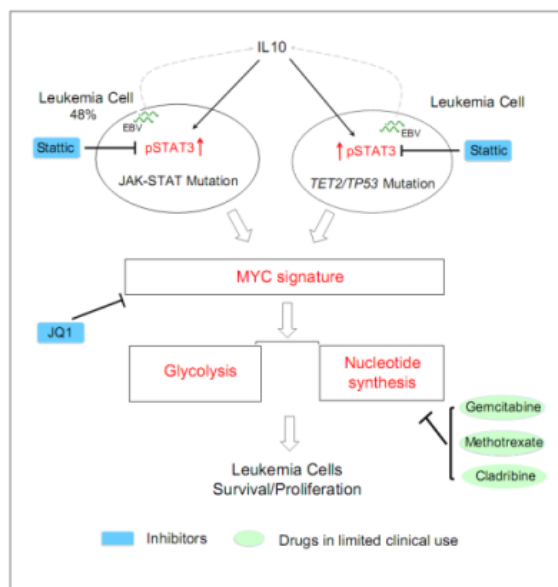 IL10
Leukemia Cell
48%
EBV
Stattic
pSTAT3
JAK-STAT Mutation
Leukemia Cell
EBV
pSTAT3
Stattic
TET2/TP53 Mutation
MYC signature
JQ1
Glycolysis
Nucleotide
synthesis
Gemcitabine
Methotrexate
Cladribine
Leukemia Cells
Survival/Proliferation
Inhibitors
Drugs in limited clinical use